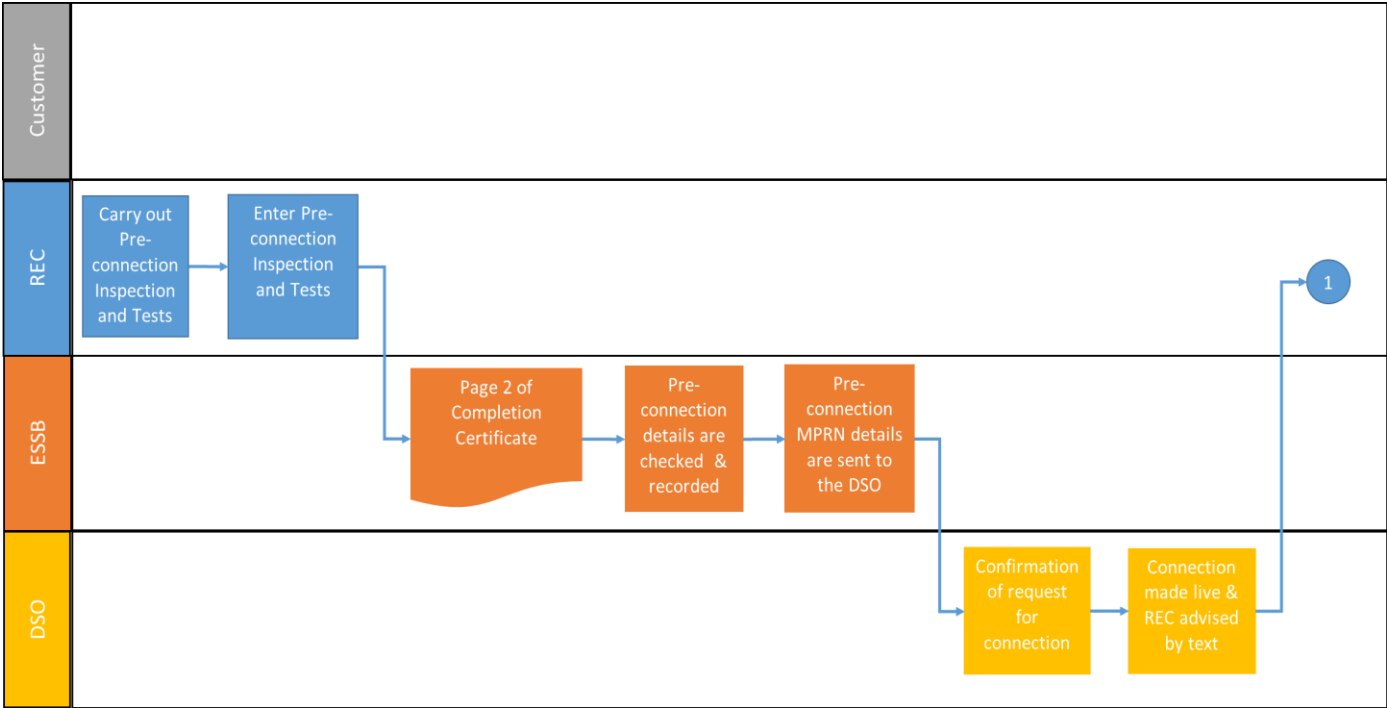 Customer
REC
Carry out
Pre-
connection
Inspection
and Tests
Enter Pre-
connection
Inspection
and Tests
1
ESSB
Page 2 of
Completion
Certificate
Pre-
connection
details are
checked & 
recorded
Pre-
connection
MPRN details
are sent to
the DSO
DSO
Confirmation
of request
for
connection
Connection
made live &
REC advised
by text